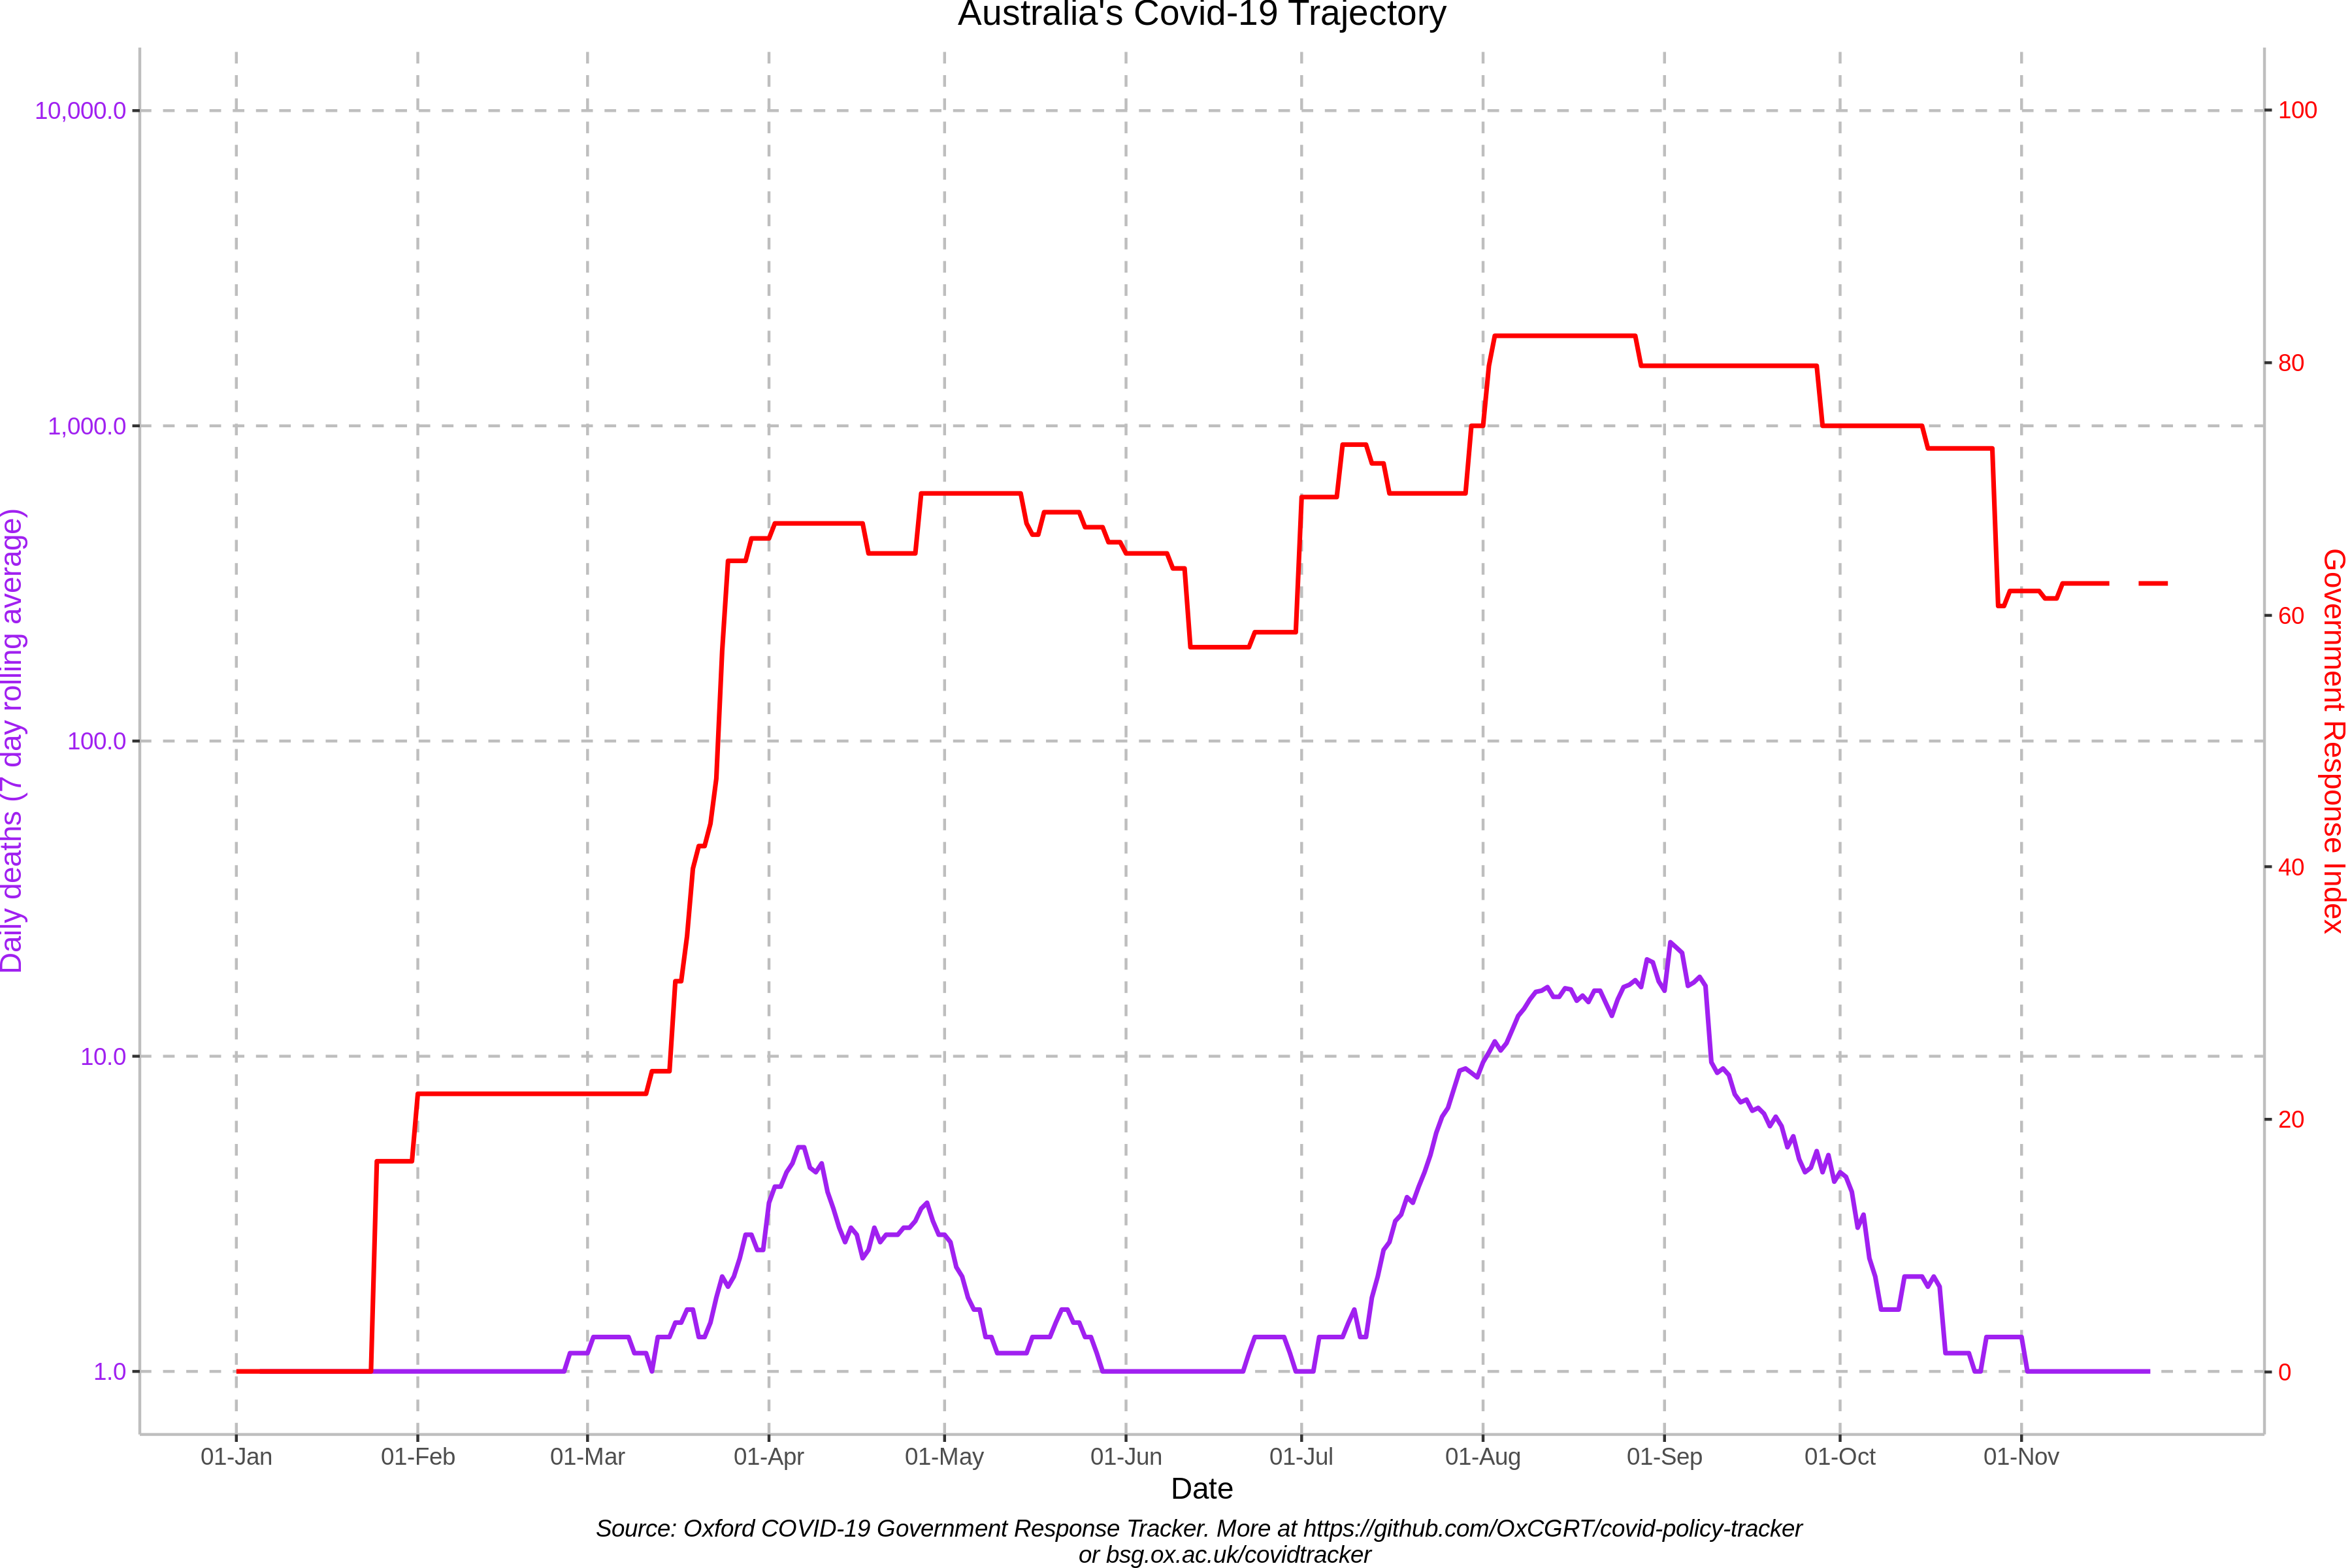 Australia's Covid-19 Trajectory
10,000.0
1,000.0
100.0
10.0
1.0
Daily deaths (7 day rolling average)
100
80
60
40
20
0
Government Response Index
01-Jan 01-Feb 01-Mar 01-Apr 01-May 01-Jun 01-Jul 01-Aug 01-Sep 01-Oct 01-Nov
Date
Source: Oxford COVID-19 Government Response Tracker. More at https://github.com/OxCGRT/covid-policy-tracker
or bsg.ox.ac.uk/covidtracker